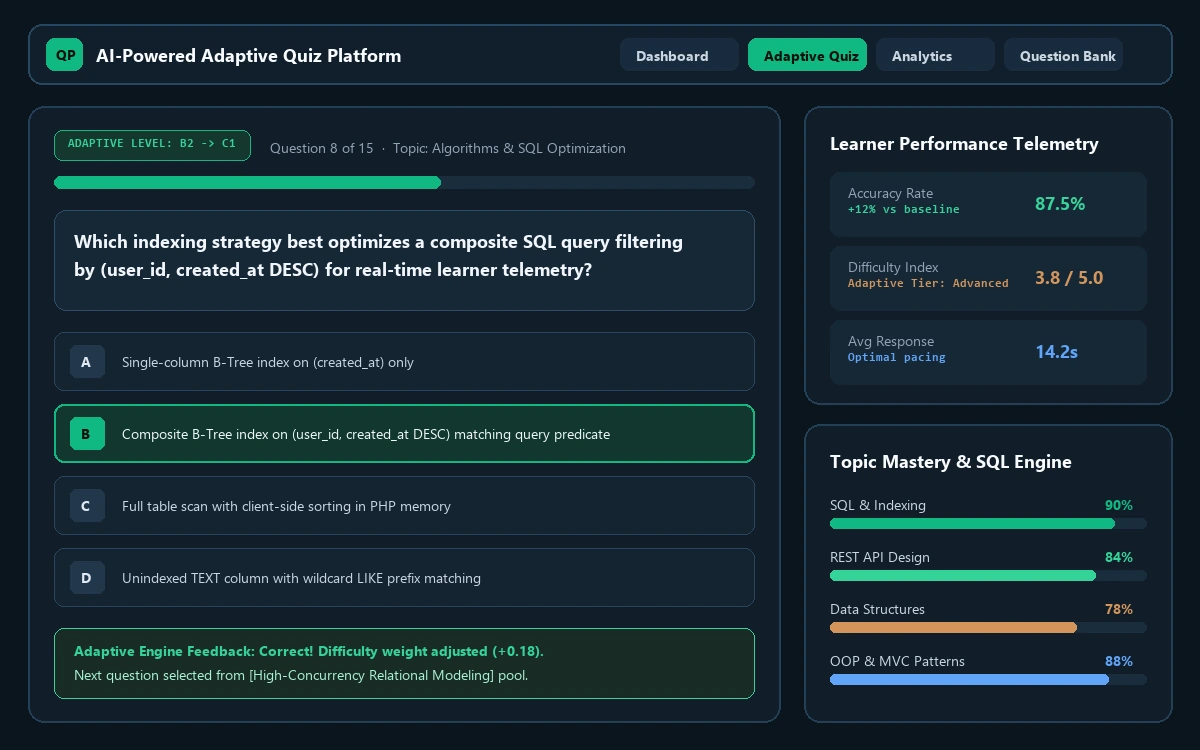 QP
AI-Powered Adaptive Quiz Platform
Dashboard
Adaptive Quiz
Analytics
Question Bank
ADAPTIVE LEVEL: B2 -> C1
Question 8 of 15 · Topic: Algorithms & SQL Optimization
Which indexing strategy best optimizes a composite SQL query filtering
by (user_id, created_at DESC) for real-time learner telemetry?
A
Single-column B-Tree index on (created_at) only
B
Composite B-Tree index on (user_id, created_at DESC) matching query predicate
C
Full table scan with client-side sorting in PHP memory
D
Unindexed TEXT column with wildcard LIKE prefix matching
Adaptive Engine Feedback: Correct! Difficulty weight adjusted (+0.18).
Next question selected from [High-Concurrency Relational Modeling] pool.
Learner Performance Telemetry
Accuracy Rate
+12% vs baseline
87.5%
Difficulty Index
Adaptive Tier: Advanced
3.8 / 5.0
Avg Response
Optimal pacing
14.2s
Topic Mastery & SQL Engine
SQL & Indexing 90%
REST API Design 84%
Data Structures 78%
OOP & MVC Patterns 88%